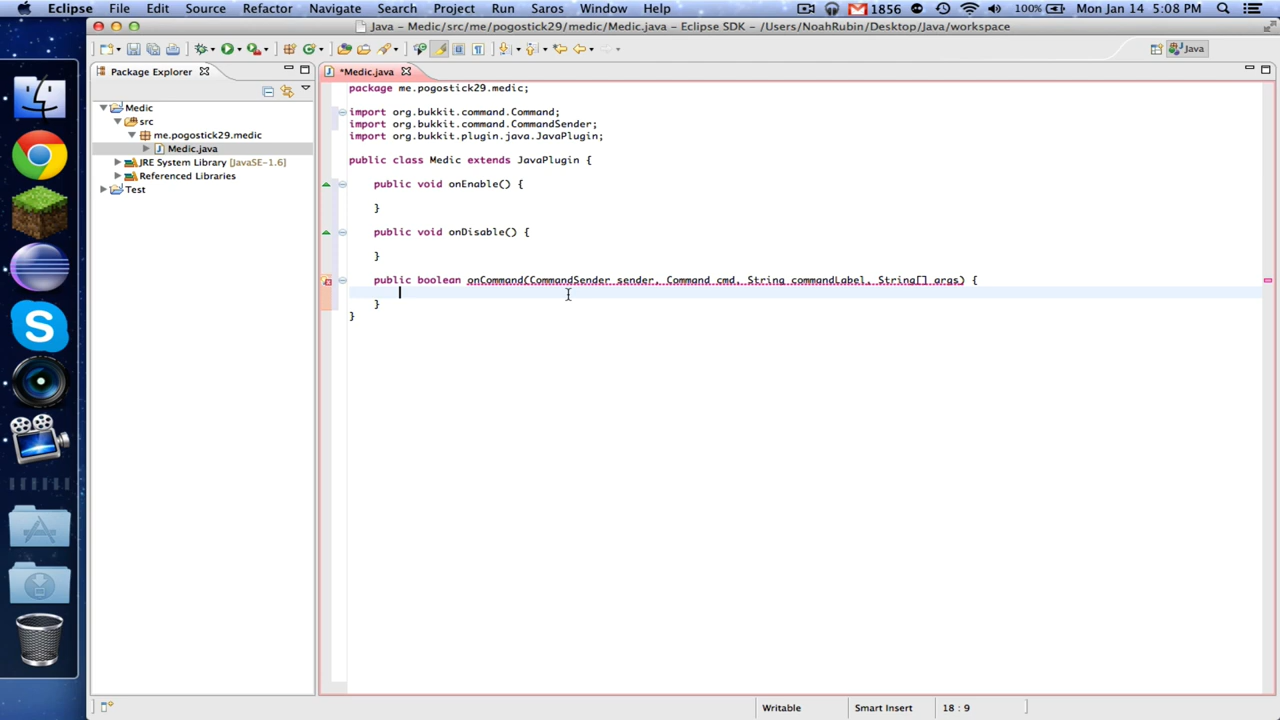 Eclipse File Edit Source Refactor Navigate Search Project Run Saros Window Help 1856 100% Mon Jan 14 5:08 PM
Java – Medic/src/me/pogostick29/medic/Medic.java – Eclipse SDK – /Users/NoahRubin/Desktop/Java/workspace
Java
Package Explorer
Medic
src
me.pogostick29.medic
Medic.java
JRE System Library [JavaSE-1.6]
Referenced Libraries
Test
*Medic.java
package me.pogostick29.medic;
import org.bukkit.command.Command;
import org.bukkit.command.CommandSender;
import org.bukkit.plugin.java.JavaPlugin;
public class Medic extends JavaPlugin {
public void onEnable() {
}
public void onDisable() {
}
public boolean onCommand(CommandSender sender, Command cmd, String commandLabel, String[] args) {
}
}
Writable Smart Insert 18 : 9